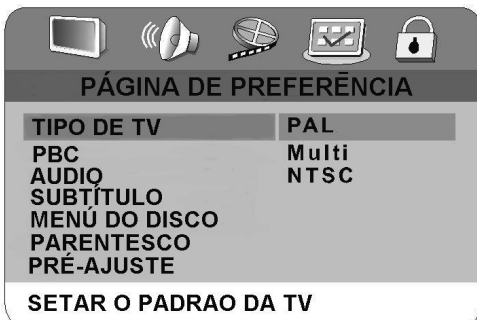 PÁGINA DE PREFERÊNCIA
TIPO DE TV PAL
PBC Multi
AUDIO NTSC
SUBTÍTULO
MENÚ DO DISCO
PARENTESCO
PRÉ-AJUSTE
SETAR O PADRAO DA TV